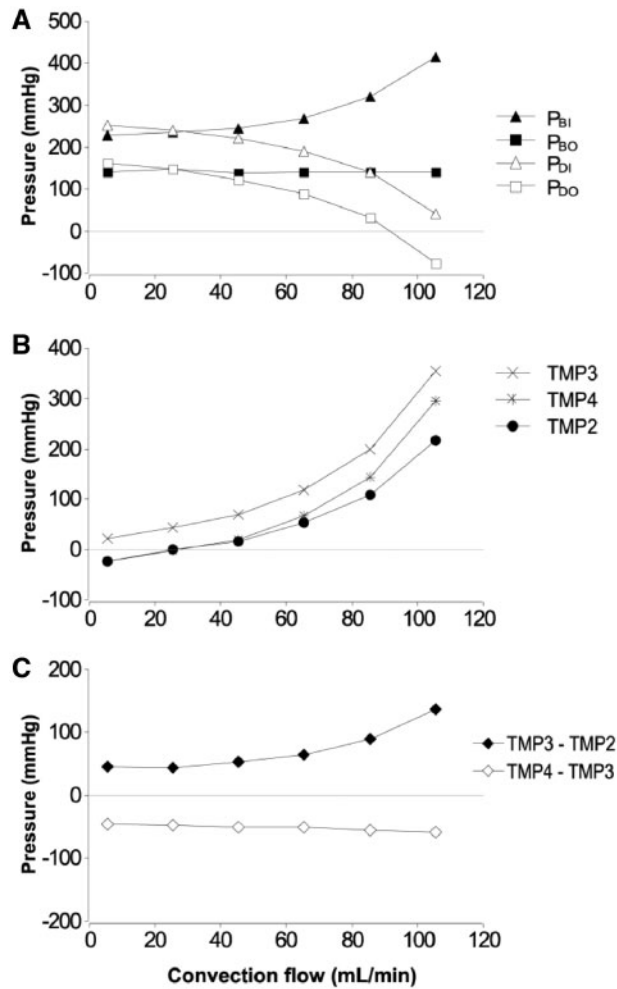 A
Pressure (mmHg)
500
400
300
200
100
0
-100
0 20 40 60 80 100 120
PBI
PBO
PDI
PDO
B
Pressure (mmHg)
400
300
200
100
0
-100
0 20 40 60 80 100 120
TMP3
TMP4
TMP2
C
Pressure (mmHg)
200
100
0
-100
-200
0 20 40 60 80 100 120
TMP3 - TMP2
TMP4 - TMP3
Convection flow (mL/min)